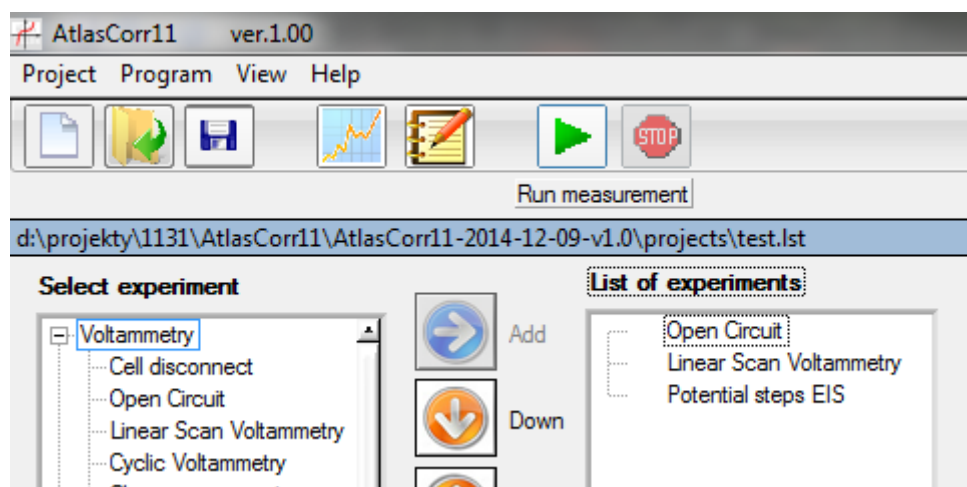 AtlasCorr11 ver.1.00
Project Program View Help
STOP
Run measurement
d:\projekty\1131\AtlasCorr11\AtlasCorr11-2014-12-09-v1.0\projects\test.lst
Select experiment
Voltammetry
Cell disconnect
Open Circuit
Linear Scan Voltammetry
Cyclic Voltammetry
Add
Down
List of experiments
Open Circuit
Linear Scan Voltammetry
Potential steps EIS